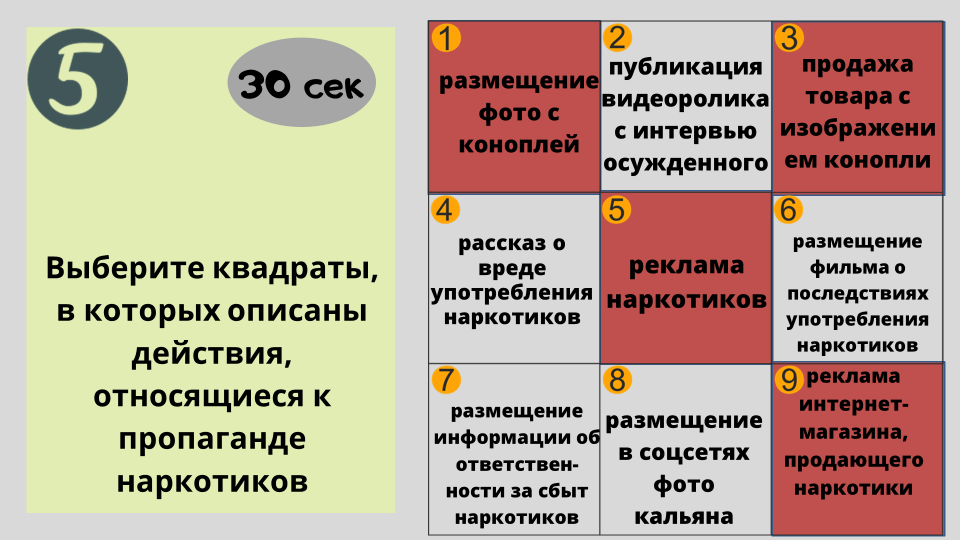 5
30 сек
Выберите квадраты,
в которых описаны
действия,
относящиеся к
пропаганде
наркотиков
1
размещение
фото с
коноплей
2
публикация
видеоролика
с интервью
осужденного
3
продажа
товара с
изображени
ем конопли
4
рассказ о
вреде
употребления
наркотиков
5
реклама
наркотиков
6
размещение
фильма о
последствиях
употребления
наркотиков
7
размещение
информации об
ответствен-
ности за сбыт
наркотиков
8
размещение
в соцсетях
фото
кальяна
9
реклама
интернет-
магазина,
продающего
наркотики